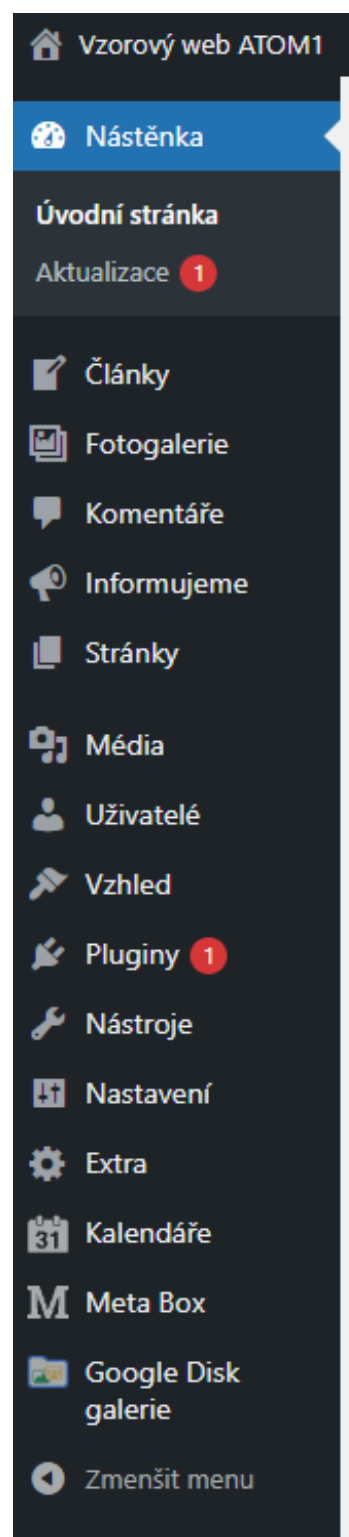 Vzorový web ATOM1
Nástěnka
Úvodní stránka
Aktualizace 1
Články
Fotogalerie
Komentáře
Informujeme
Stránky
Média
Uživatelé
Vzhled
Pluginy 1
Nástroje
Nastavení
Extra
31 Kalendáře
M Meta Box
Google Disk
galerie
Zmenšit menu